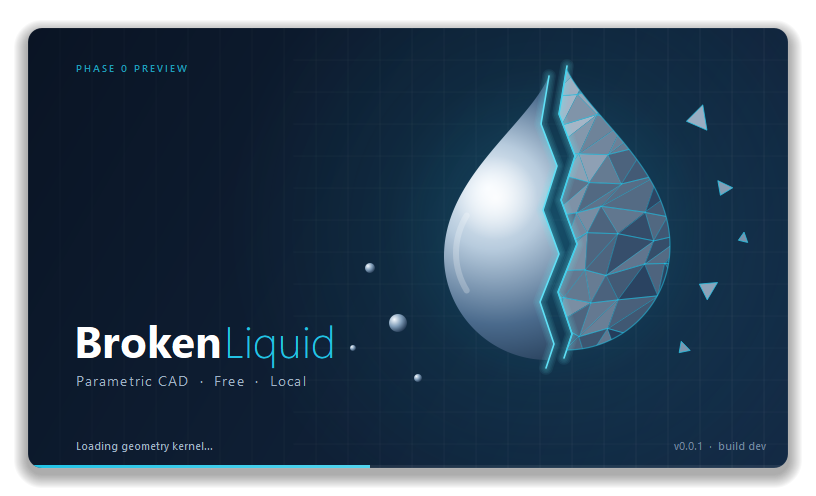 PHASE 0 PREVIEW
BrokenLiquid
Parametric CAD · Free · Local
Loading geometry kernel...
v0.0.1 · build dev